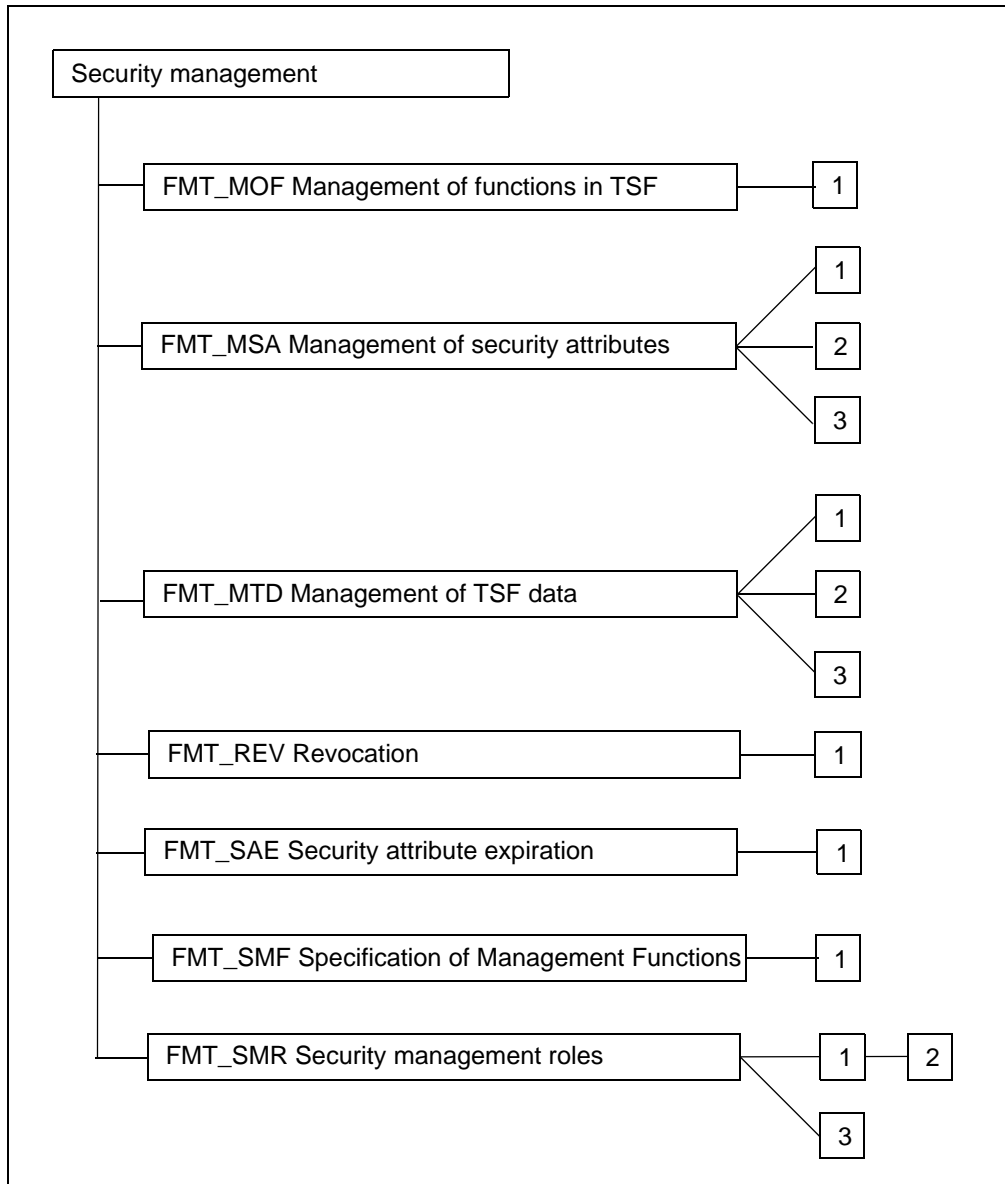 Security management
FMT_MOF Management of functions in TSF 1
1
FMT_MSA Management of security attributes 2
3
1
FMT_MTD Management of TSF data 2
3
FMT_REV Revocation 1
FMT_SAE Security attribute expiration 1
FMT_SMF Specification of Management Functions 1
FMT_SMR Security management roles 1 2
3